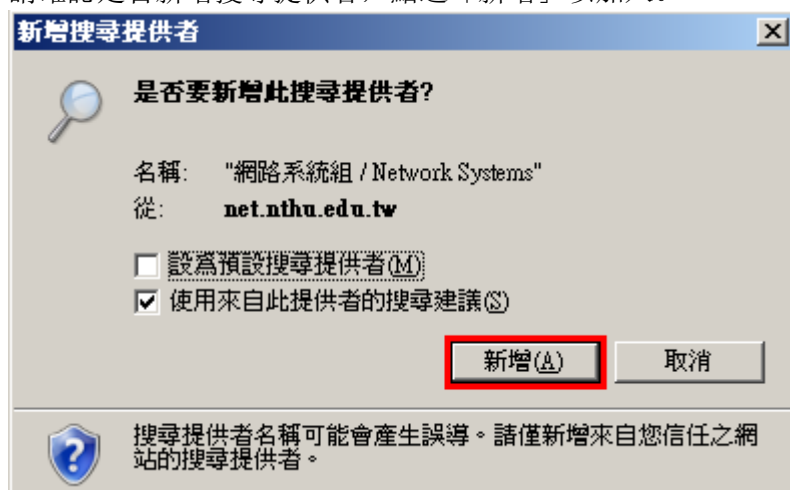 新增搜尋提供者
是否要新增此搜尋提供者?
名稱: "網路系統組 / Network Systems"
從: net.nthu.edu.tw
設為預設搜尋提供者(M)
使用來自此提供者的搜尋建議(S)
新增(A) 取消
搜尋提供者名稱可能會產生誤導。請僅新增來自您信任之網
站的搜尋提供者。